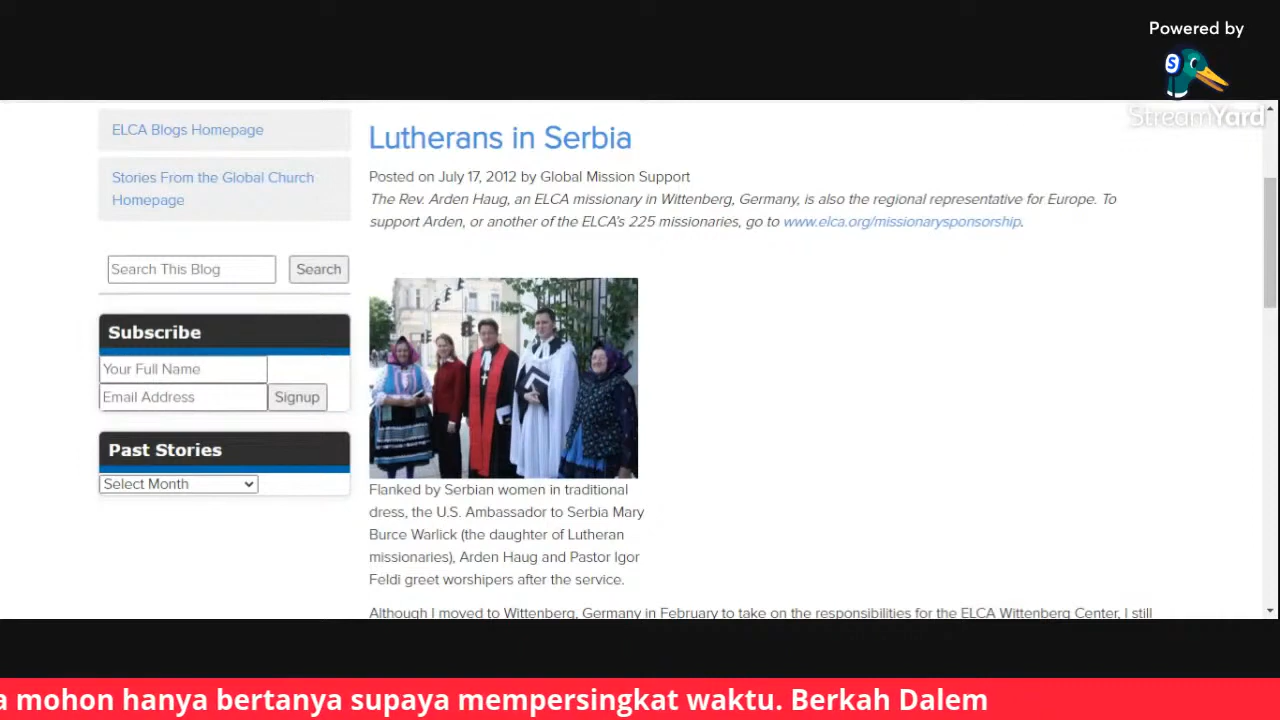 Powered by
StreamYard
ELCA Blogs Homepage
Stories From the Global Church
Homepage
Search This Blog
Search
Subscribe
Your Full Name
Email Address
Signup
Past Stories
Select Month
Lutherans in Serbia
Posted on July 17, 2012 by Global Mission Support
The Rev. Arden Haug, an ELCA missionary in Wittenberg, Germany, is also the regional representative for Europe. To
support Arden, or another of the ELCA's 225 missionaries, go to www.elca.org/missionarysponsorship.
Flanked by Serbian women in traditional
dress, the U.S. Ambassador to Serbia Mary
Burce Warlick (the daughter of Lutheran
missionaries), Arden Haug and Pastor Igor
Feldi greet worshipers after the service.
Although I moved to Wittenberg, Germany in February to take on the responsibilities for the ELCA Wittenberg Center, I still
a mohon hanya bertanya supaya mempersingkat waktu. Berkah Dalem